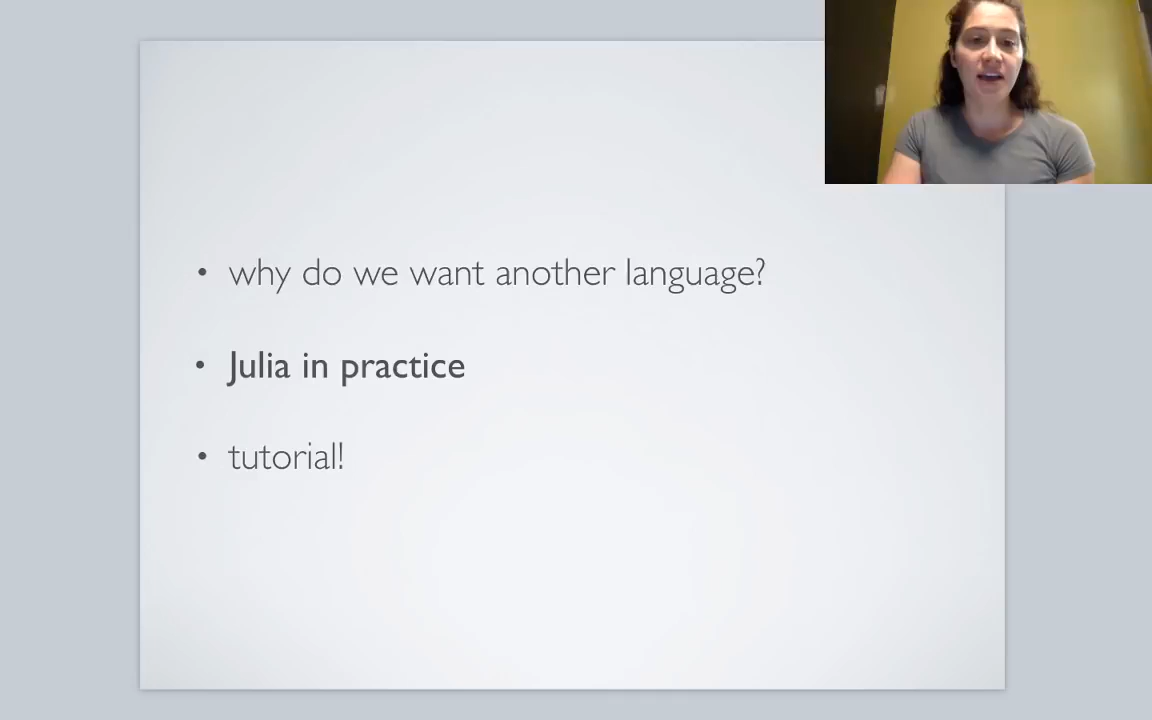 • why do we want another language?
• Julia in practice
• tutorial!